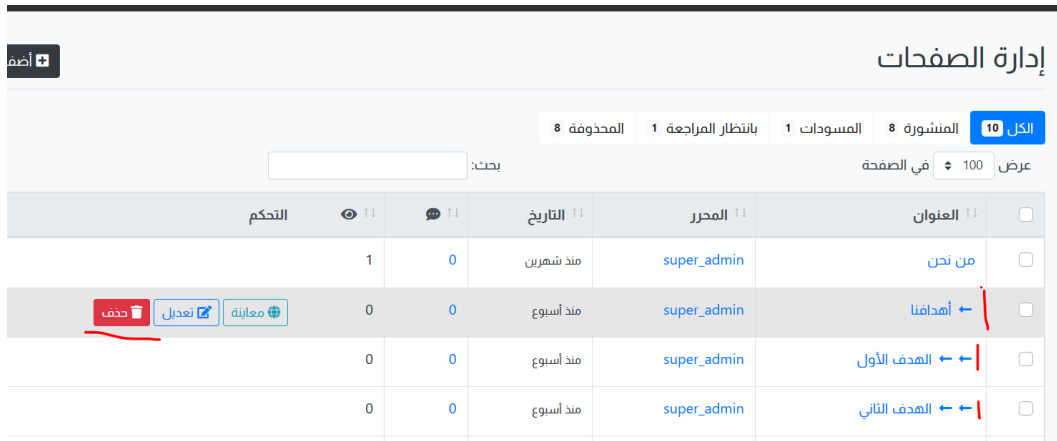 إدارة الصفحات
أضف
الكل 10 المنشورة 8 المسودات 1 بانتظار المراجعة 1 المحذوفة 8
عرض 100 في الصفحة بحث:
العنوان المحرر التاريخ التحكم
من نحن super_admin منذ شهرين 0 1
← أهدافنا super_admin منذ أسبوع 0 0 معاينة تعديل حذف
← ← الهدف الأول super_admin منذ أسبوع 0 0
← ← الهدف الثاني super_admin منذ أسبوع 0 0